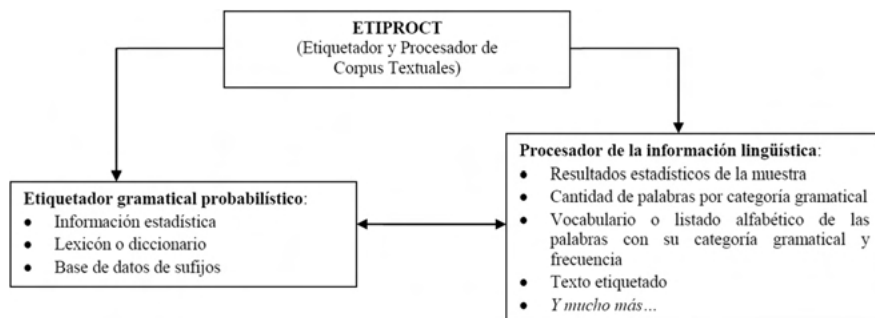 ETIPROCT
(Etiquetador y Procesador de
Corpus Textuales)
Etiquetador gramatical probabilístico:
● Información estadística
● Lexicón o diccionario
● Base de datos de sufijos
Procesador de la información lingüística:
● Resultados estadísticos de la muestra
● Cantidad de palabras por categoría gramatical
● Vocabulario o listado alfabético de las
palabras con su categoría gramatical y
frecuencia
● Texto etiquetado
● Y mucho más...